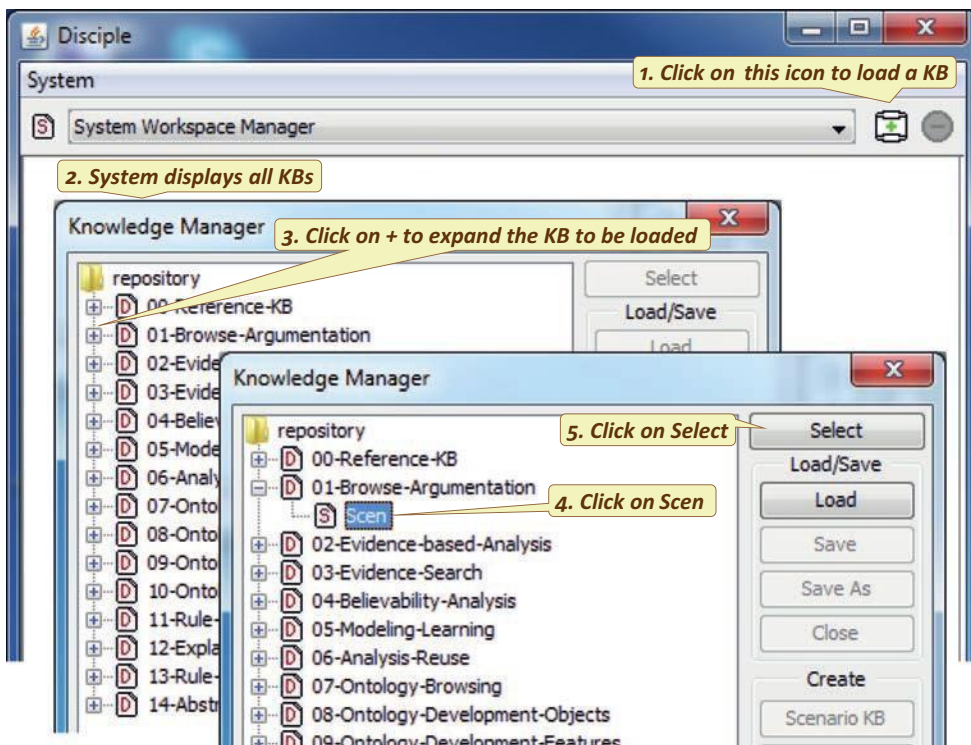 Disciple
System
1. Click on this icon to load a KB
S System Workspace Manager
2. System displays all KBs
Knowledge Manager
3. Click on + to expand the KB to be loaded
repository
Select
D 00-Reference-KB
Load/Save
D 01-Browse-Argumentation
Load
D 02-Evide
D 03-Evide
D 04-Believ
D 05-Mode
D 06-Analy
D 07-Onto
D 08-Onto
D 09-Onto
D 10-Onto
D 11-Rule-
D 12-Expla
D 13-Rule-
D 14-Abstr
Knowledge Manager
repository
5. Click on Select
Select
D 00-Reference-KB
Load/Save
D 01-Browse-Argumentation
4. Click on Scen
Load
S Scen
D 02-Evidence-based-Analysis
Save
D 03-Evidence-Search
D 04-Believability-Analysis
Save As
D 05-Modeling-Learning
Close
D 06-Analysis-Reuse
D 07-Ontology-Browsing
Create
D 08-Ontology-Development-Objects
Scenario KB
D 09-Ontology-Development-Features